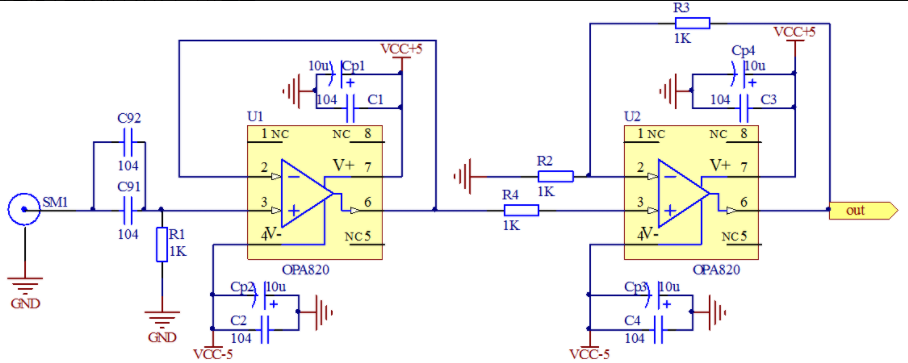 R3
1K
VCC+5
VCC+5
10u Cp1
104 C1
Cp4
10u
104 C3
U1
1 NC NC 8
2 V+ 7
3 6
4 V- NC 5
OPA820
U2
1 NC NC 8
2 V+ 7
3 6
4 V- NC 5
OPA820
C92
104
C91
104
SM1
R1
1K
GND
GND
R2
1K
R4
1K
out
Cp2 10u
C2
104
VCC-5
Cp3 10u
C4
104
VCC-5